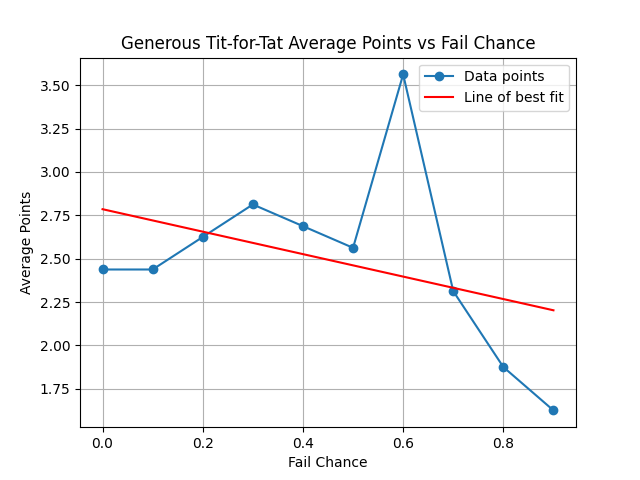 Generous Tit-for-Tat Average Points vs Fail Chance
Data points
Line of best fit
3.50
3.25
3.00
2.75
2.50
2.25
2.00
1.75
Average Points
0.0 0.2 0.4 0.6 0.8
Fail Chance